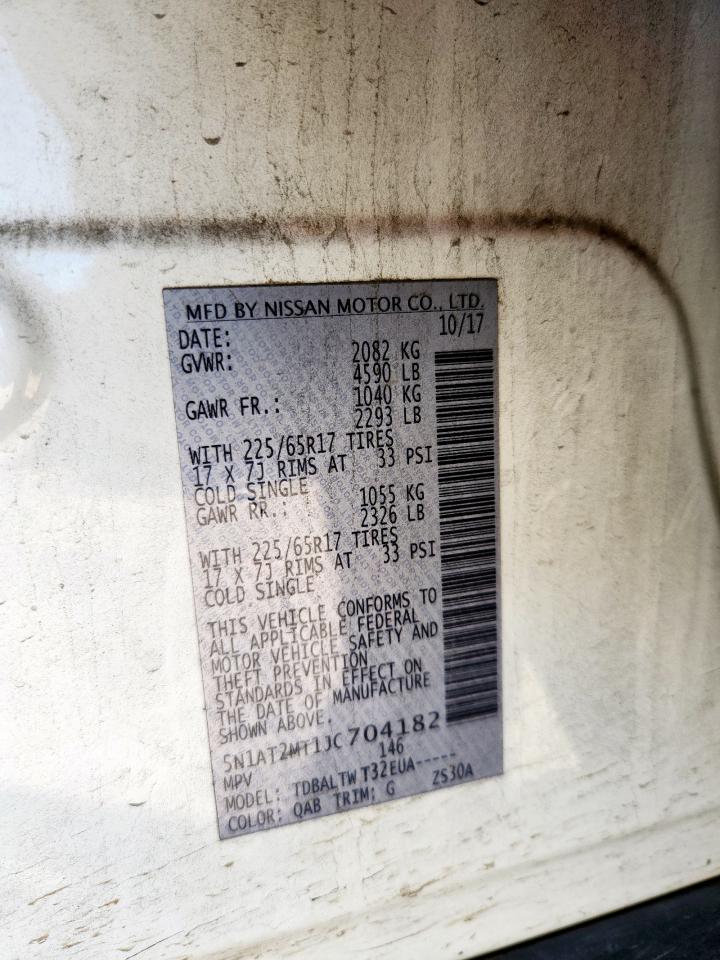 MFD BY NISSAN MOTOR CO., LTD.
DATE: 10/17
GVWR: 2082 KG
4590 LB
GAWR FR.: 1040 KG
2293 LB
WITH 225/65R17 TIRES
17 X 7J RIMS AT 33 PSI
COLD SINGLE
GAWR RR.: 1055 KG
2326 LB
WITH 225/65R17 TIRES
17 X 7J RIMS AT 33 PSI
COLD SINGLE
THIS VEHICLE CONFORMS TO
ALL APPLICABLE FEDERAL
MOTOR VEHICLE SAFETY AND
THEFT PREVENTION
STANDARDS IN EFFECT ON
THE DATE OF MANUFACTURE
SHOWN ABOVE.
5N1AT2MT1JC704182
MPV 146
MODEL: TDBALTWT32EUA-----
COLOR: QAB TRIM: G ZS30A